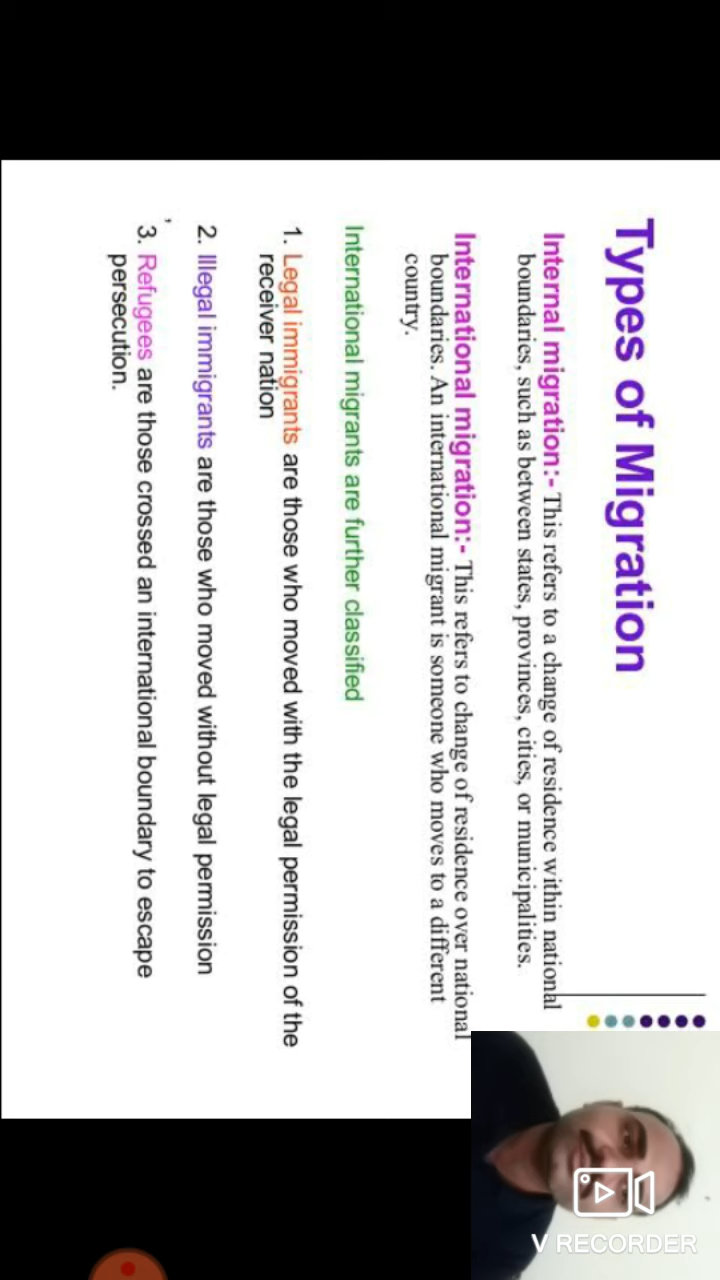 Types of Migration
Internal migration:- This refers to a change of residence within national
boundaries, such as between states, provinces, cities, or municipalities.
International migration:- This refers to change of residence over national
boundaries. An international migrant is someone who moves to a different
country.
International migrants are further classified
1. Legal immigrants are those who moved with the legal permission of the
receiver nation
2. Illegal immigrants are those who moved without legal permission
,
3. Refugees are those crossed an international boundary to escape
persecution.
V RECORDER